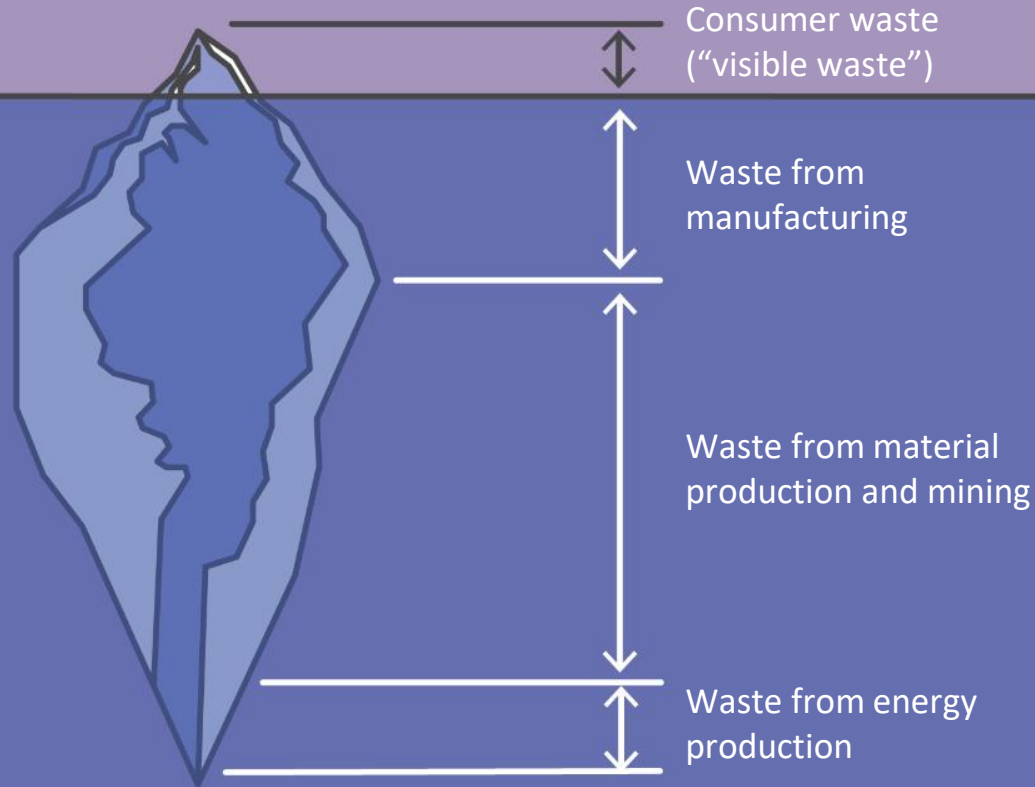 Consumer waste
(“visible waste”)
Waste from
manufacturing
Waste from material
production and mining
Waste from energy
production